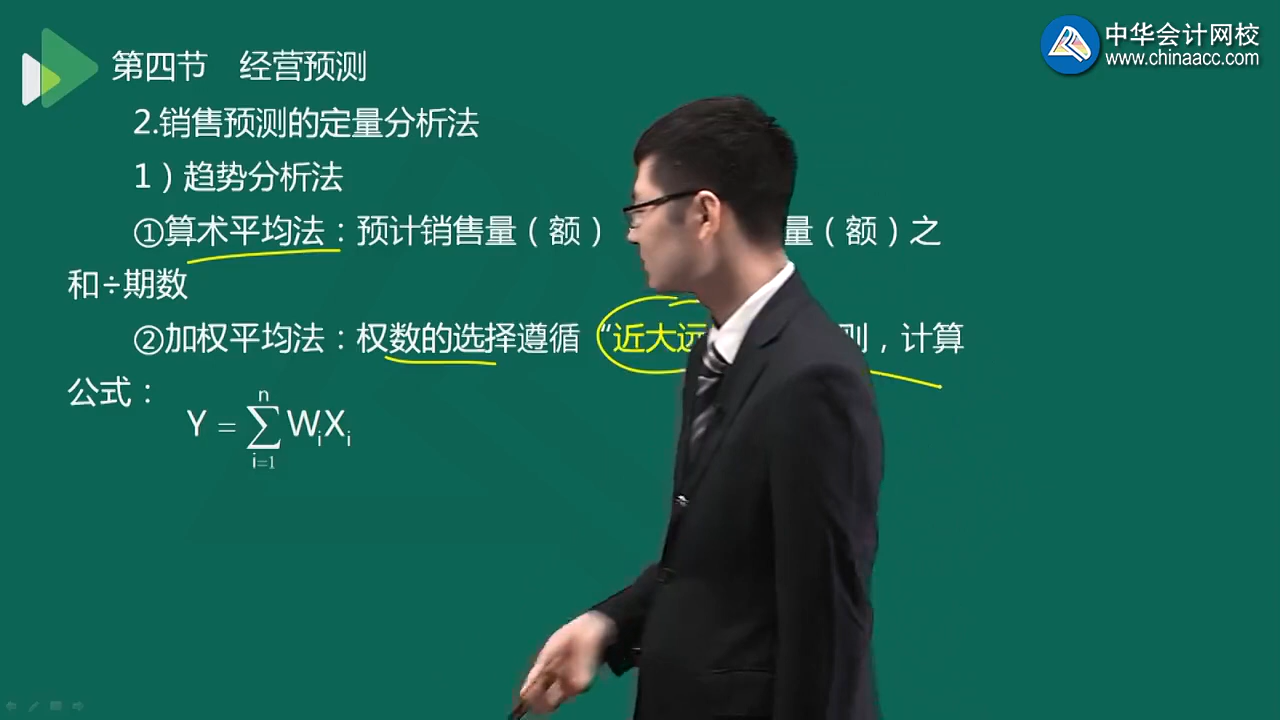 中华会计网校
www.chinaacc.com
第四节 经营预测
2.销售预测的定量分析法
1）趋势分析法
①算术平均法：预计销售量（额） 量（额）之
和÷期数
②加权平均法：权数的选择遵循“近大远 则，计算
公式：
Y = ∑ WᵢXᵢ
n
i=1